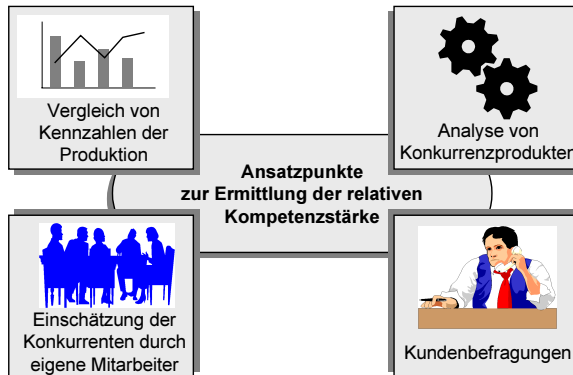 Vergleich von
Kennzahlen der
Produktion
Analyse von
Konkurrenzprodukten
Ansatzpunkte
zur Ermittlung der relativen
Kompetenzstärke
Einschätzung der
Konkurrenten durch
eigene Mitarbeiter
Kundenbefragungen